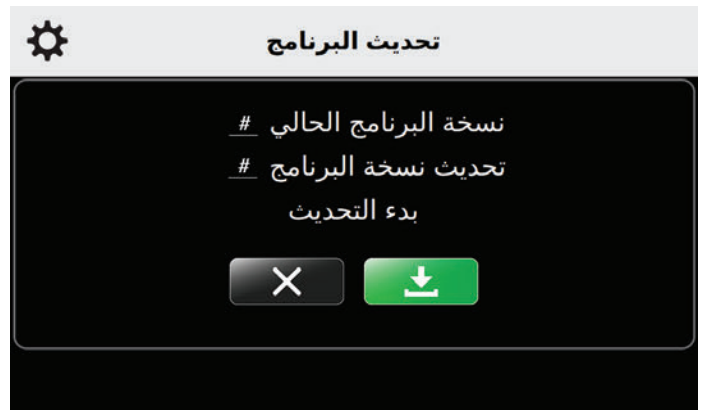 تحديث البرنامج
نسخة البرنامج الحالي _#_
تحديث نسخة البرنامج _#_
بدء التحديث